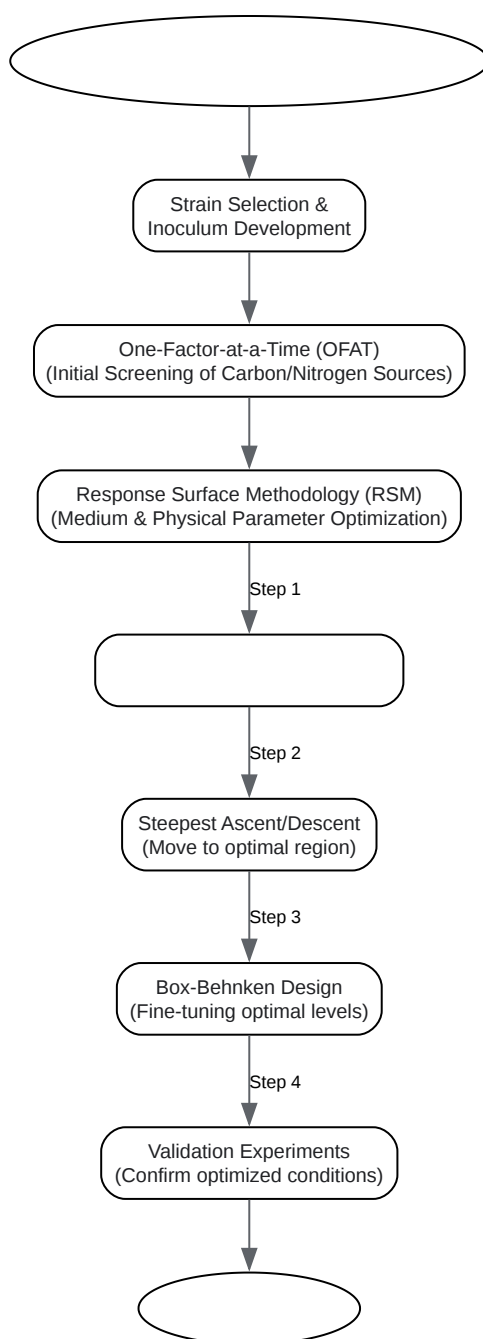 Strain Selection &
Inoculum Development
One-Factor-at-a-Time (OFAT)
(Initial Screening of Carbon/Nitrogen Sources)
Response Surface Methodology (RSM)
(Medium & Physical Parameter Optimization)
Step 1
Step 2
Steepest Ascent/Descent
(Move to optimal region)
Step 3
Box-Behnken Design
(Fine-tuning optimal levels)
Step 4
Validation Experiments
(Confirm optimized conditions)